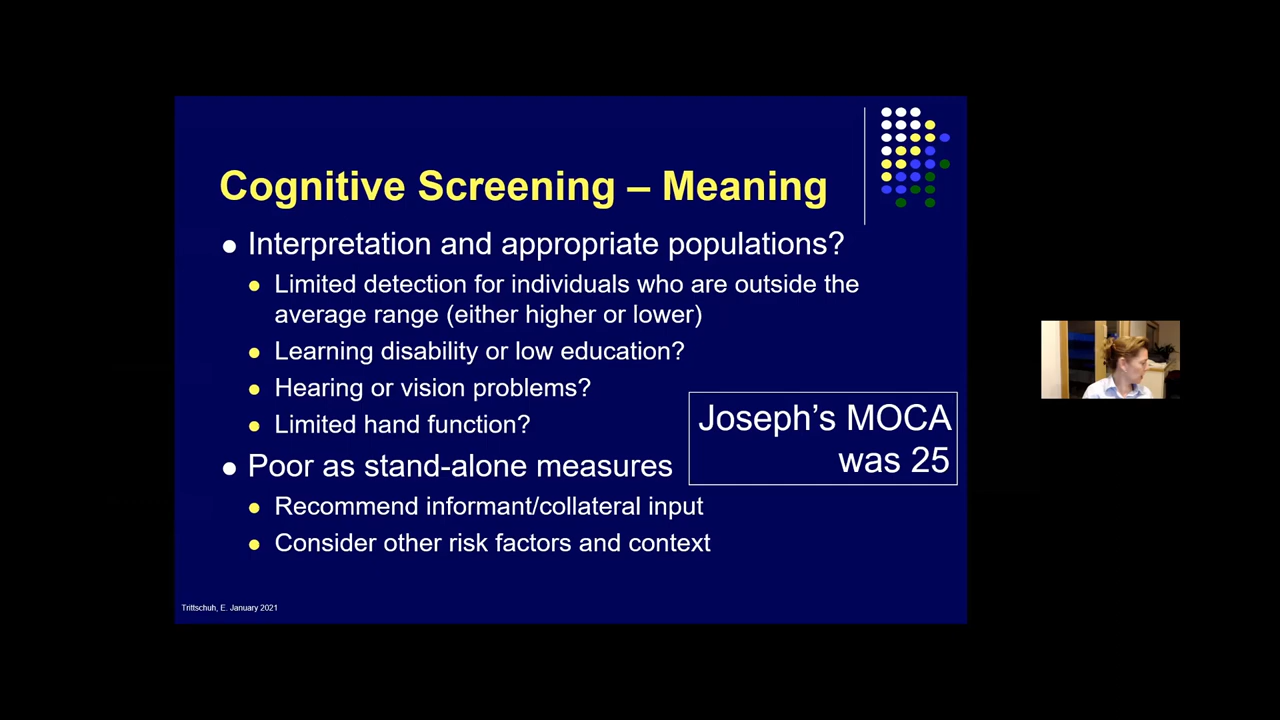 Cognitive Screening – Meaning
Interpretation and appropriate populations?
Limited detection for individuals who are outside the
average range (either higher or lower)
Learning disability or low education?
Hearing or vision problems?
Limited hand function?
Joseph’s MOCA
was 25
Poor as stand-alone measures
Recommend informant/collateral input
Consider other risk factors and context
Trittschuh, E. January 2021